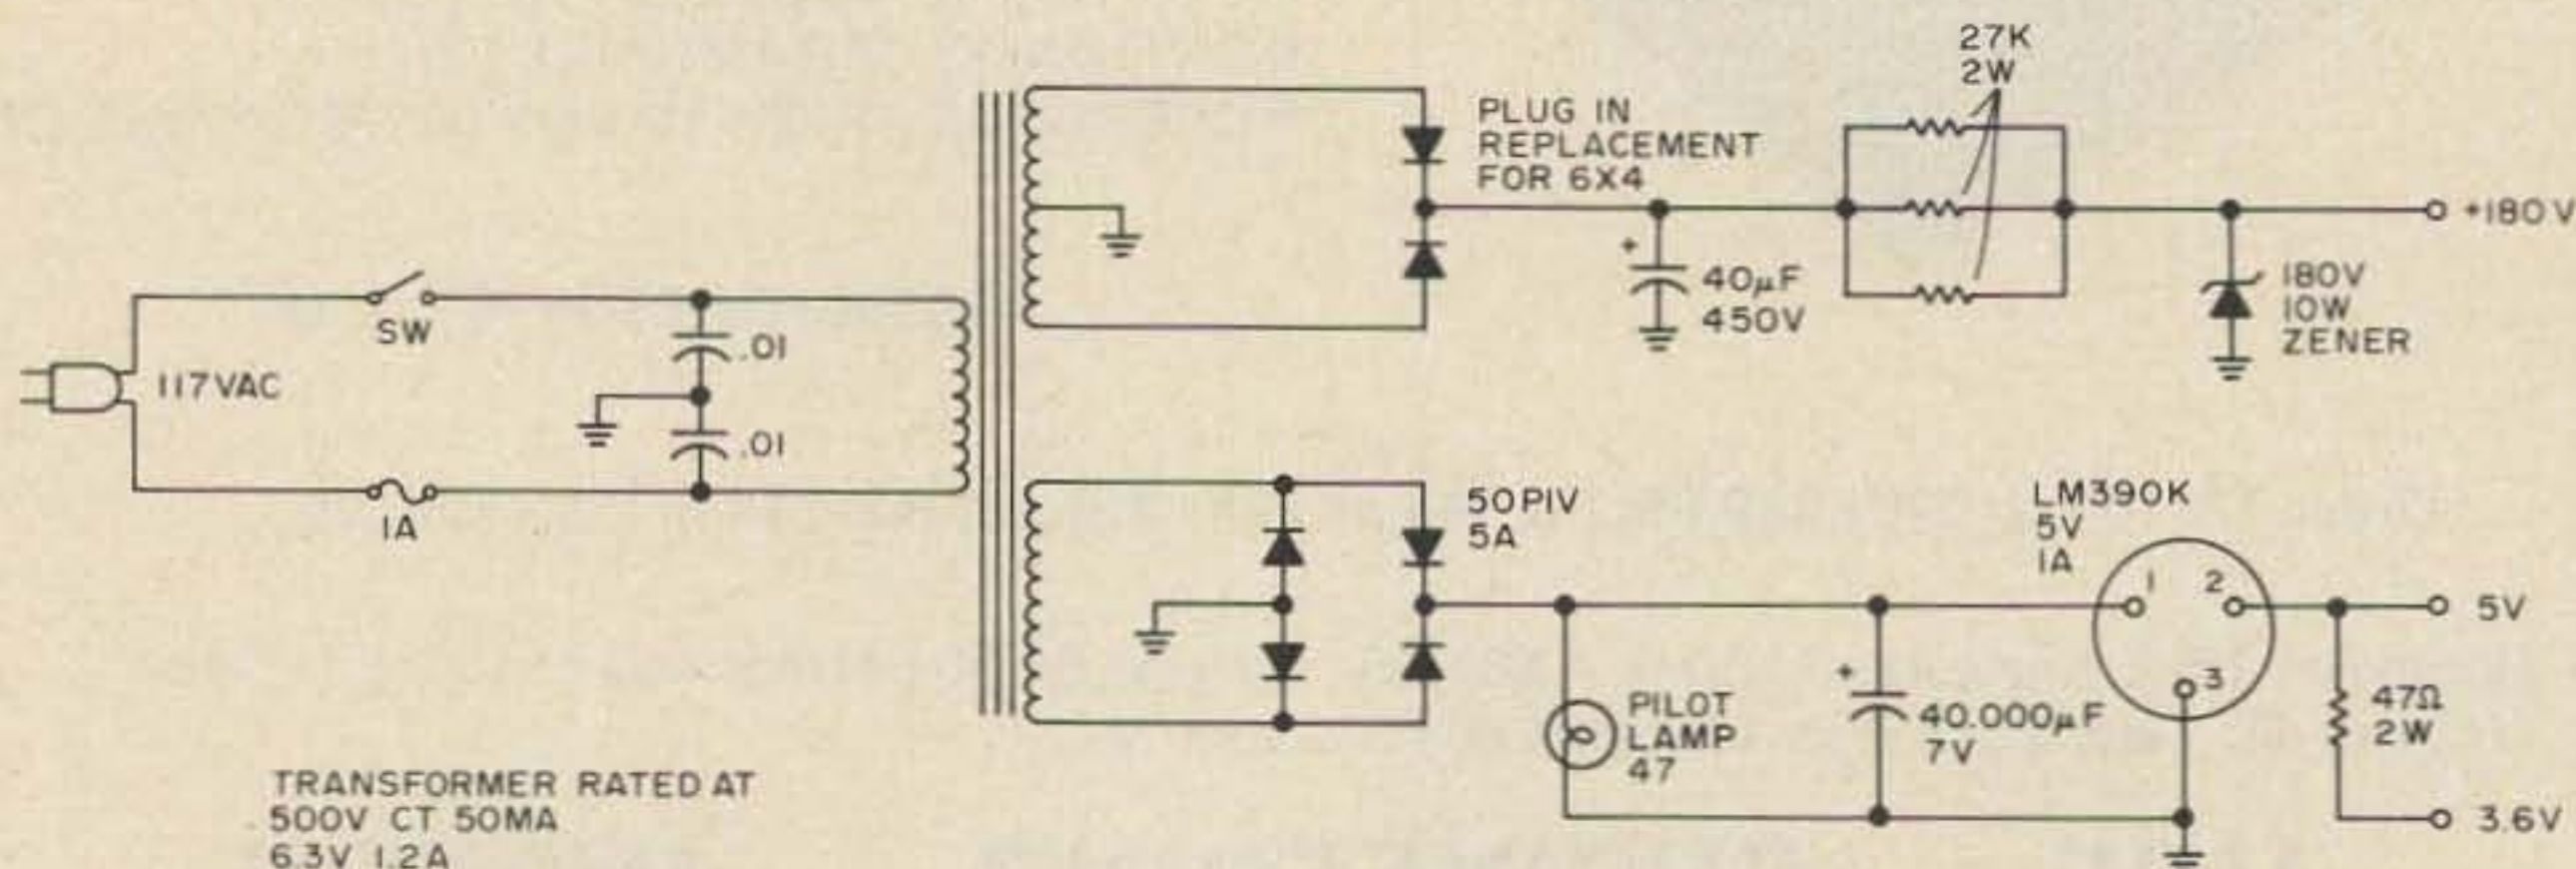 27K
2W
PLUG IN
REPLACEMENT
FOR 6X4
+180V
+
40µF
450V
180V
10W
ZENER
SW
.01
117VAC
.01
1A
50PIV
5A
LM390K
5V
1A
1
2
3
5V
+
PILOT
LAMP
47
40.000µF
7V
47Ω
2W
3.6V
TRANSFORMER RATED AT
500V CT 50MA
6.3V 1.2A